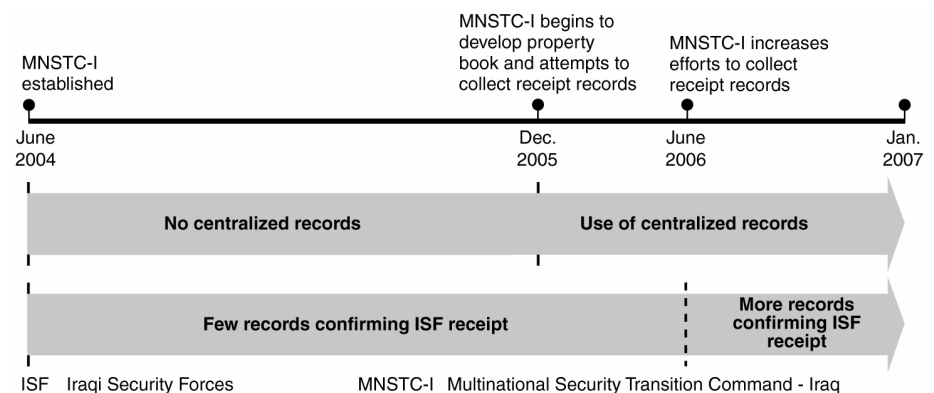 MNSTC-I
established
MNSTC-I begins to
develop property
book and attempts to
collect receipt records
MNSTC-I increases
efforts to collect
receipt records
June
2004
Dec.
2005
June
2006
Jan.
2007
No centralized records
Use of centralized records
Few records confirming ISF receipt
More records
confirming ISF
receipt
ISF Iraqi Security Forces
MNSTC-I Multinational Security Transition Command - Iraq